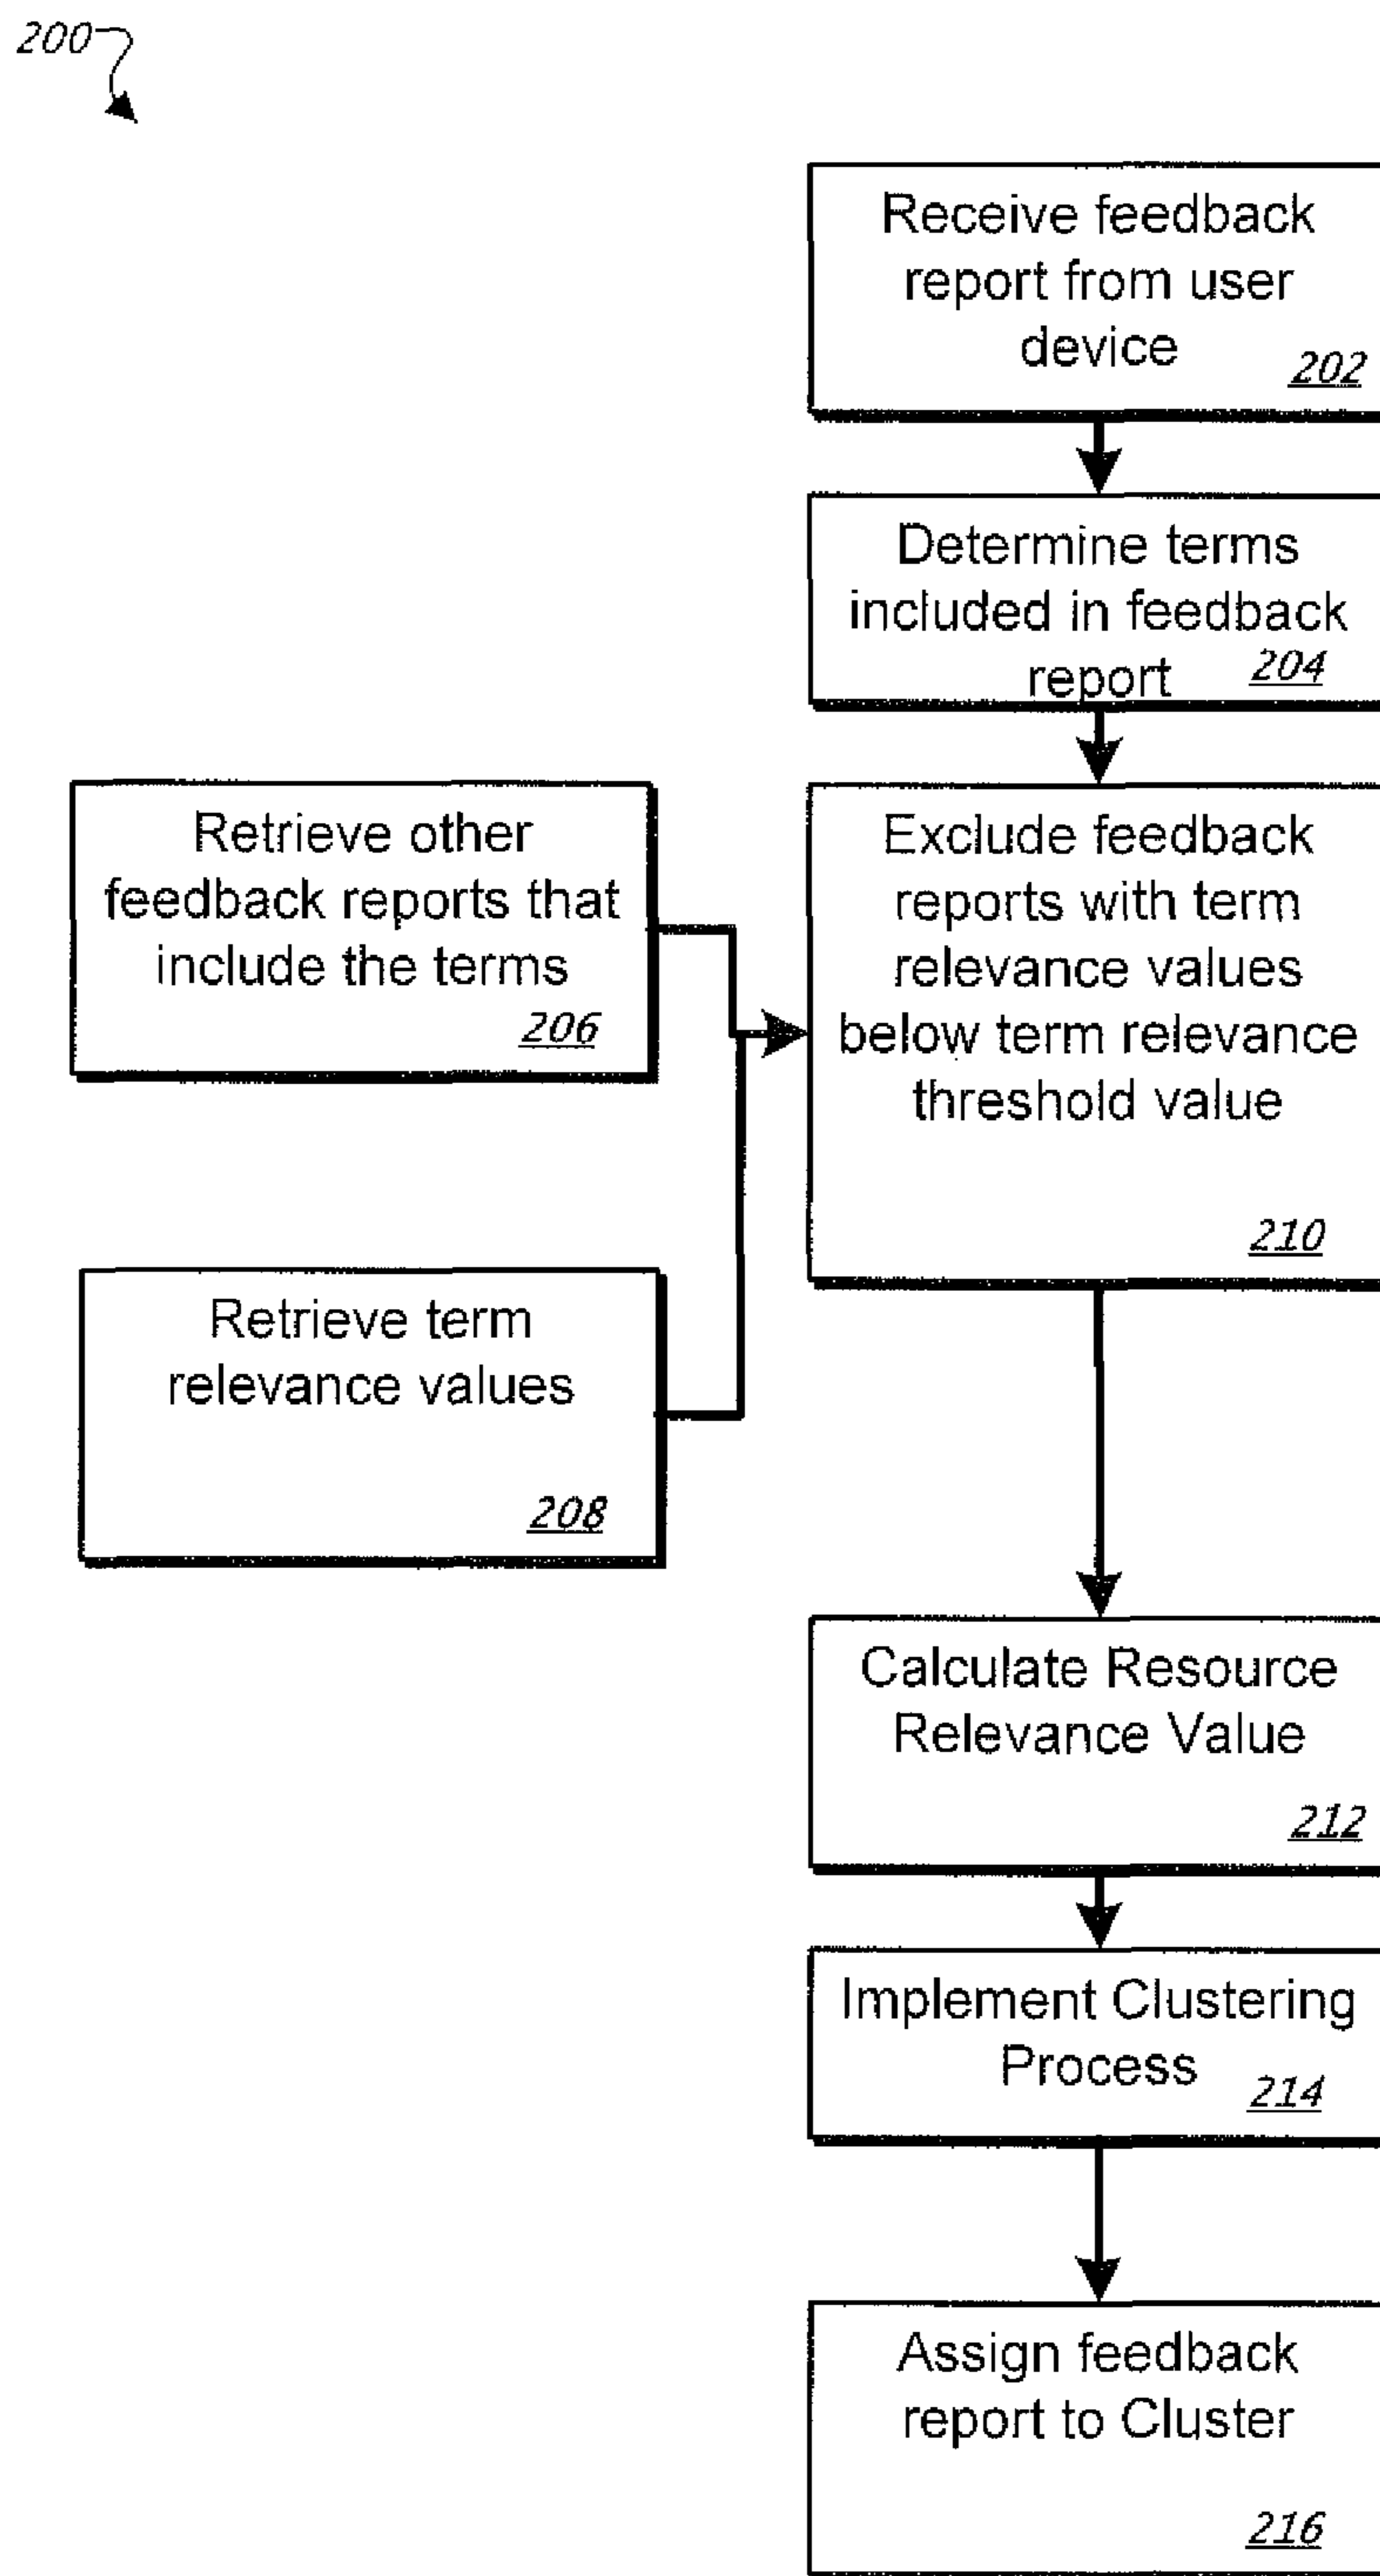 200
Receive feedback
report from user
device
202
Determine terms
included in feedback
report
204
Retrieve other
feedback reports that
include the terms
206
Exclude feedback
reports with term
relevance values
below term relevance
threshold value
210
Retrieve term
relevance values
208
Calculate Resource
Relevance Value
212
Implement Clustering
Process
214
Assign feedback
report to Cluster
216